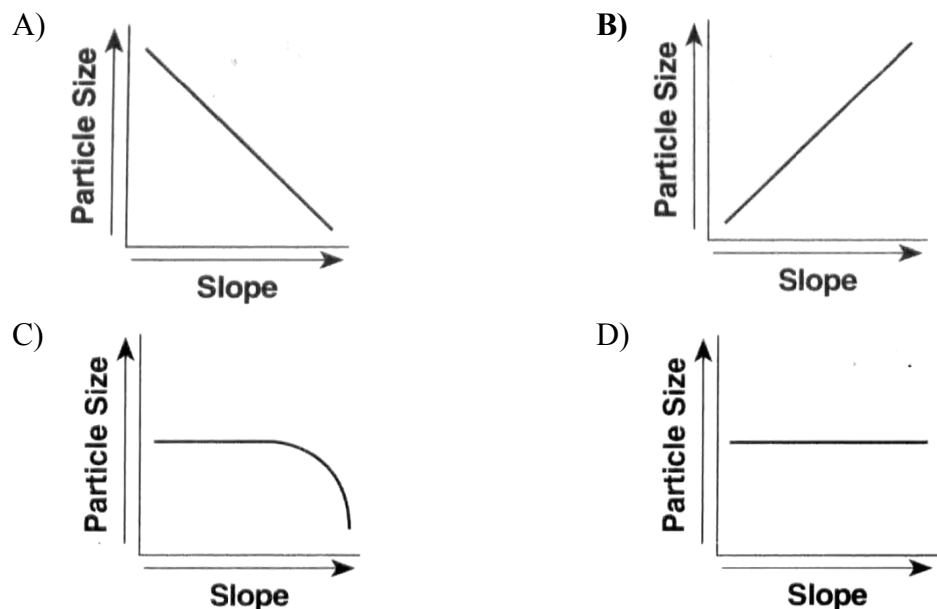 A)
Particle Size
Slope
B)
Particle Size
Slope
C)
Particle Size
Slope
D)
Particle Size
Slope